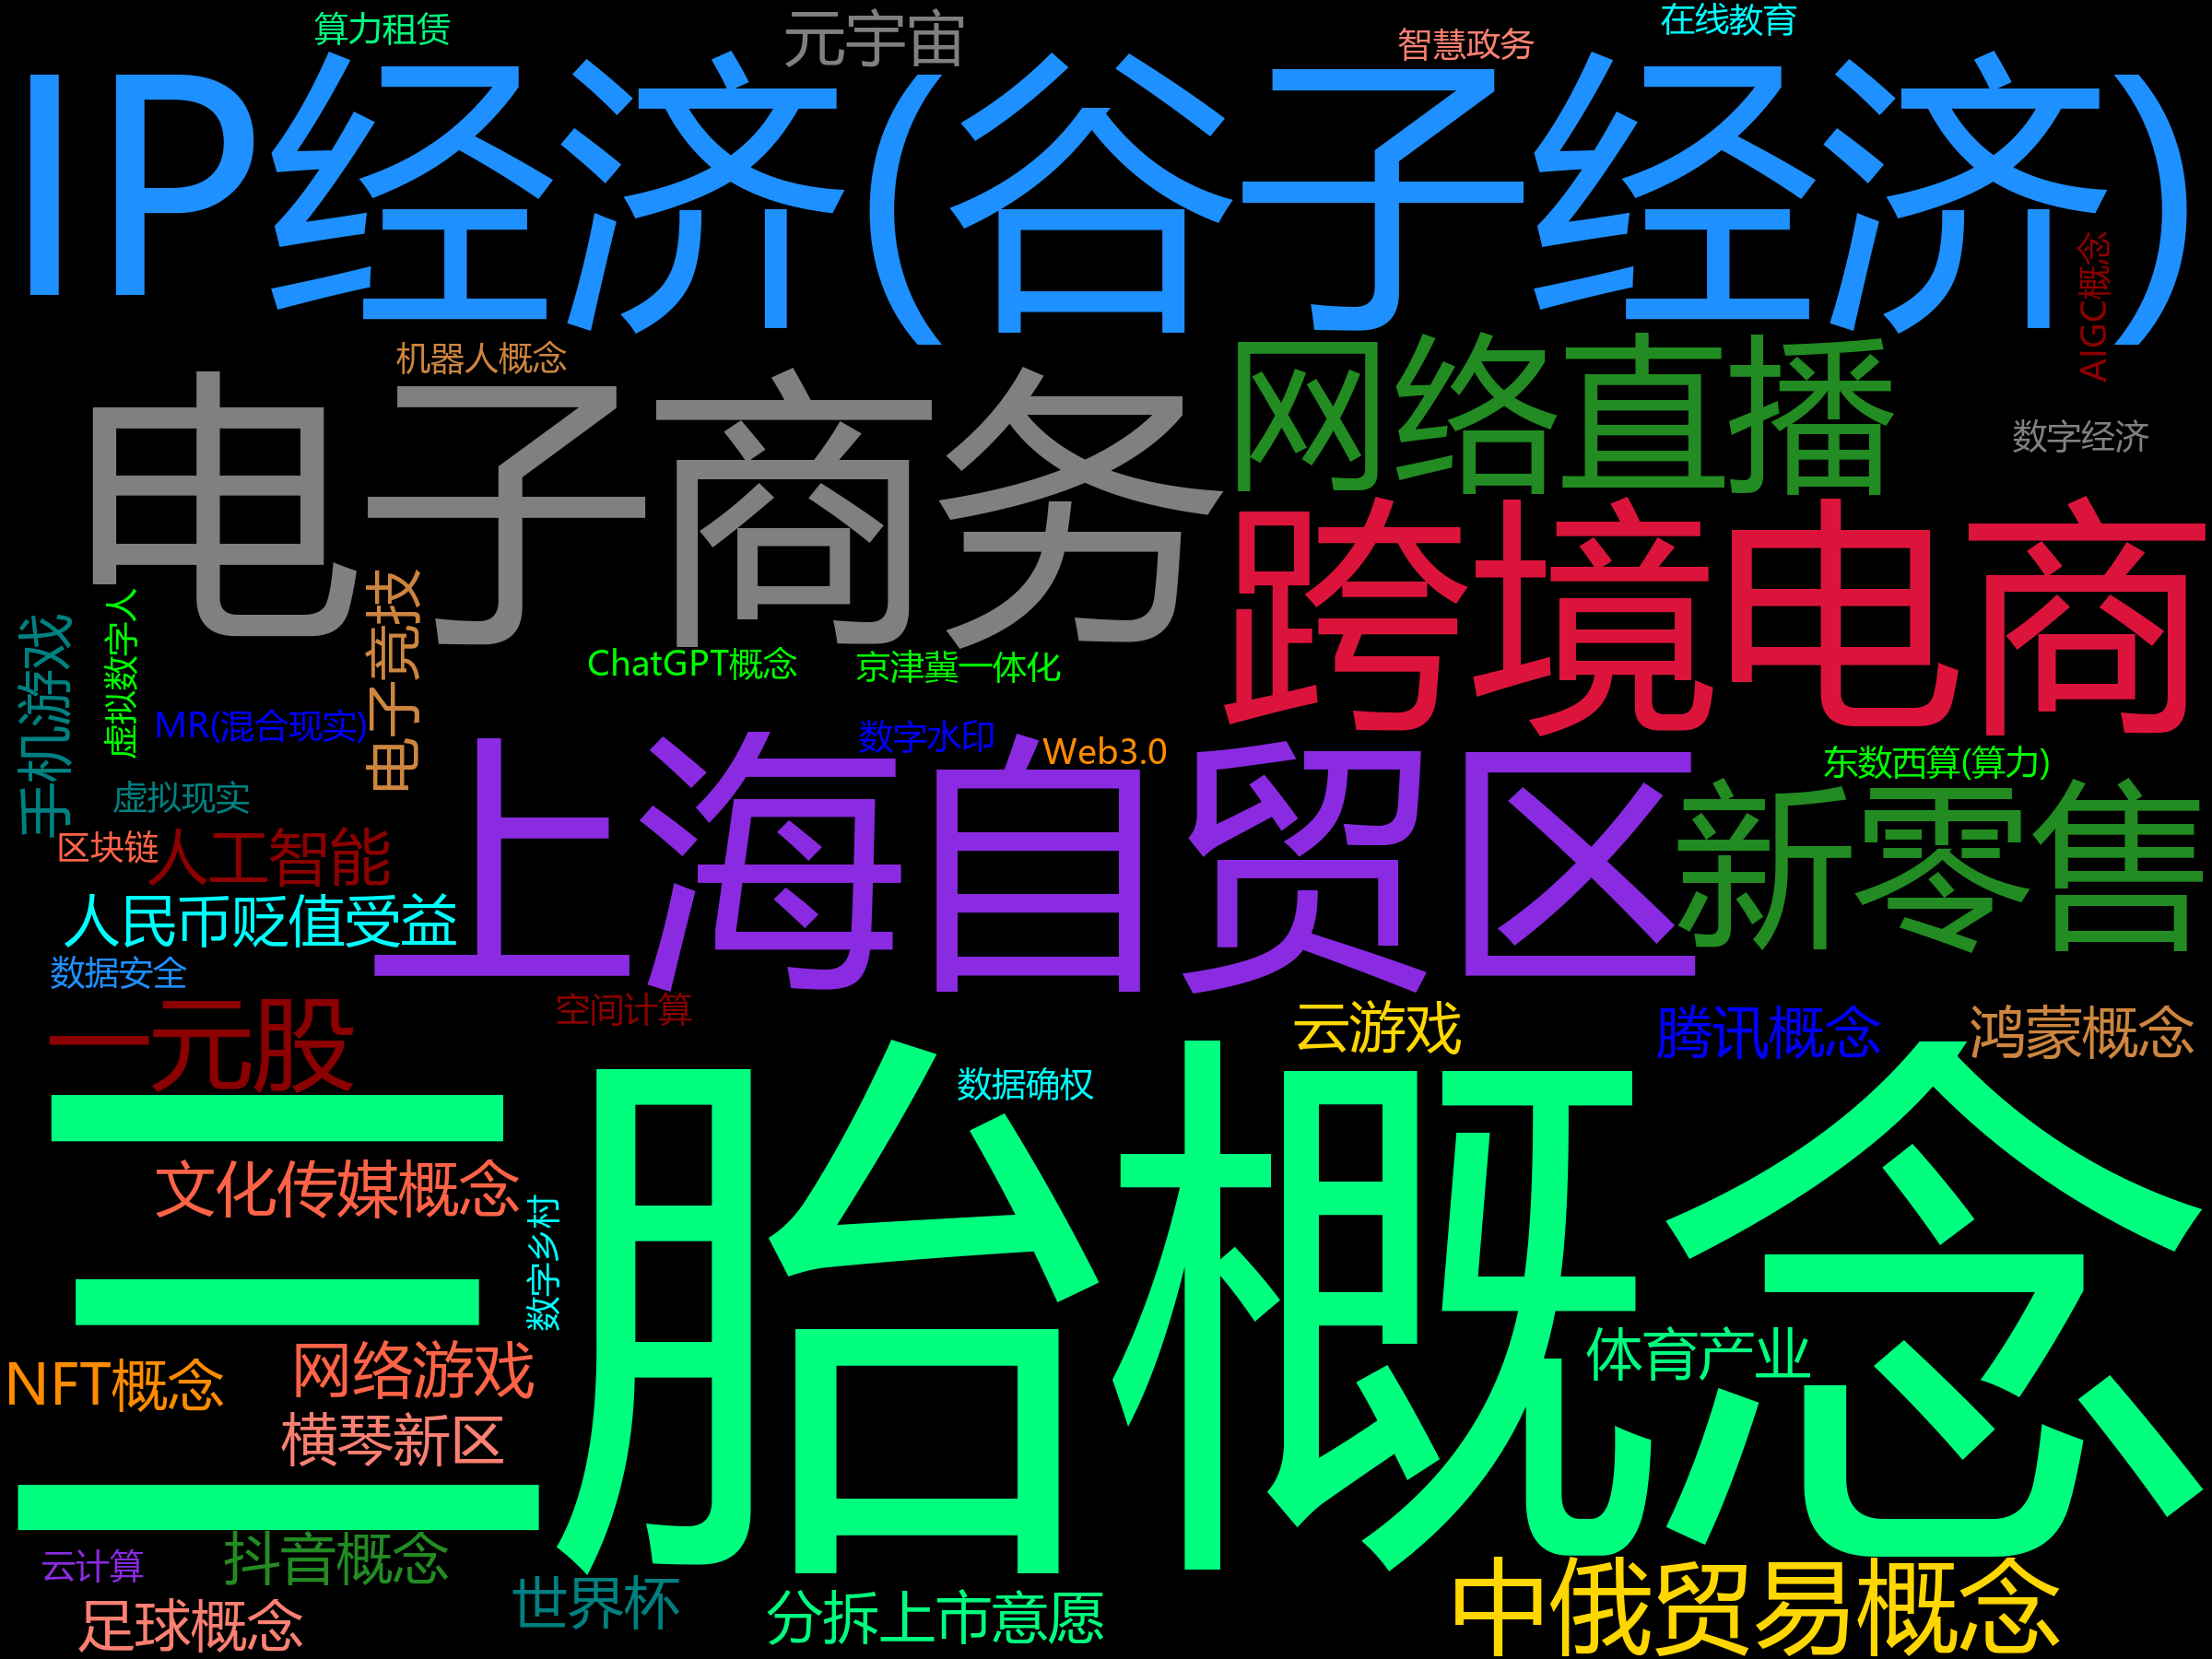 算力租赁
元宇宙
智慧政务
在线教育
IP经济(谷子经济)
AIGC概念
机器人概念
网络直播
数字经济
电子商务
跨境电商
手机游戏
虚拟数字人
电子竞技
ChatGPT概念
京津冀一体化
MR(混合现实)
数字水印
Web3.0
东数西算(算力)
虚拟现实
上海自贸区
新零售
区块链
人工智能
人民币贬值受益
数据安全
空间计算
一元股
云游戏
腾讯概念
鸿蒙概念
数据确权
三胎概念
文化传媒概念
数字乡村
体育产业
NFT概念
网络游戏
横琴新区
云计算
抖音概念
足球概念
世界杯
分拆上市意愿
中俄贸易概念